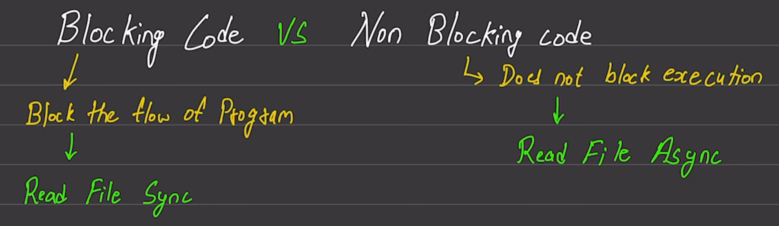 Blocking Code VS Non Blocking code
↳ Does not block execution
Block the flow of Program
Read File Async
Read File Sync